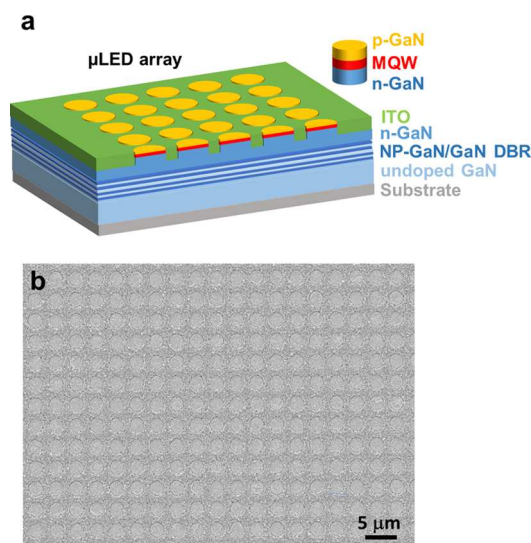 a
p-GaN
MQW
n-GaN
µLED array
ITO
n-GaN
NP-GaN/GaN DBR
undoped GaN
Substrate
b
5 µm